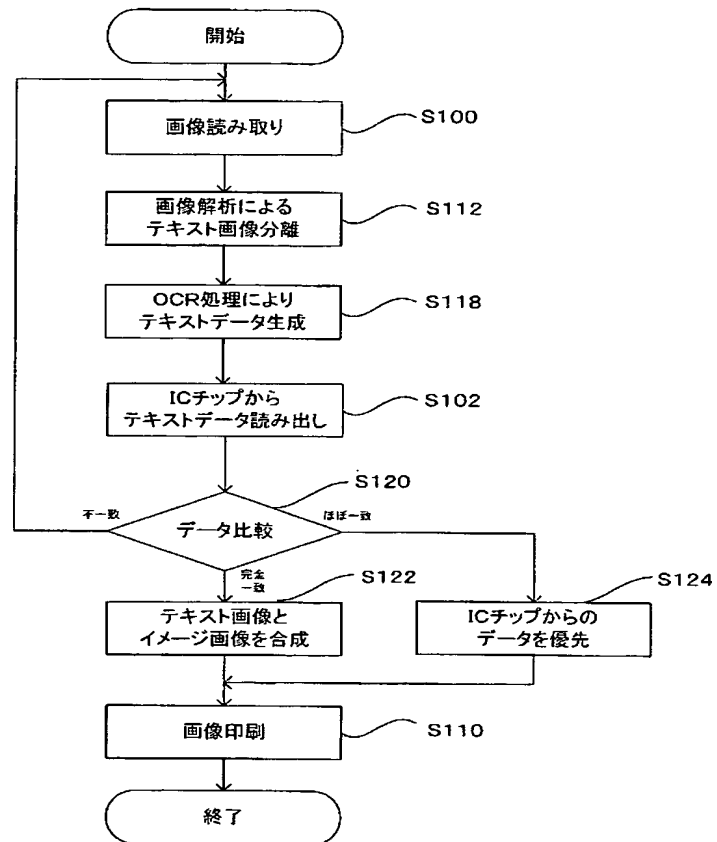 開始
画像読み取り
S100
画像解析による
テキスト画像分離
S112
OCR処理により
テキストデータ生成
S118
ICチップから
テキストデータ読み出し
S102
S120
不一致
データ比較
ほぼ一致
完全
一致
S122
S124
テキスト画像と
イメージ画像を合成
ICチップからの
データを優先
画像印刷
S110
終了